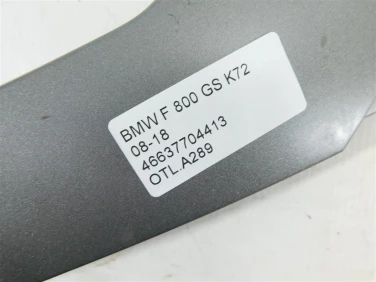 BMW F 800 GS K72
08-18
46637704413
OTL.A289